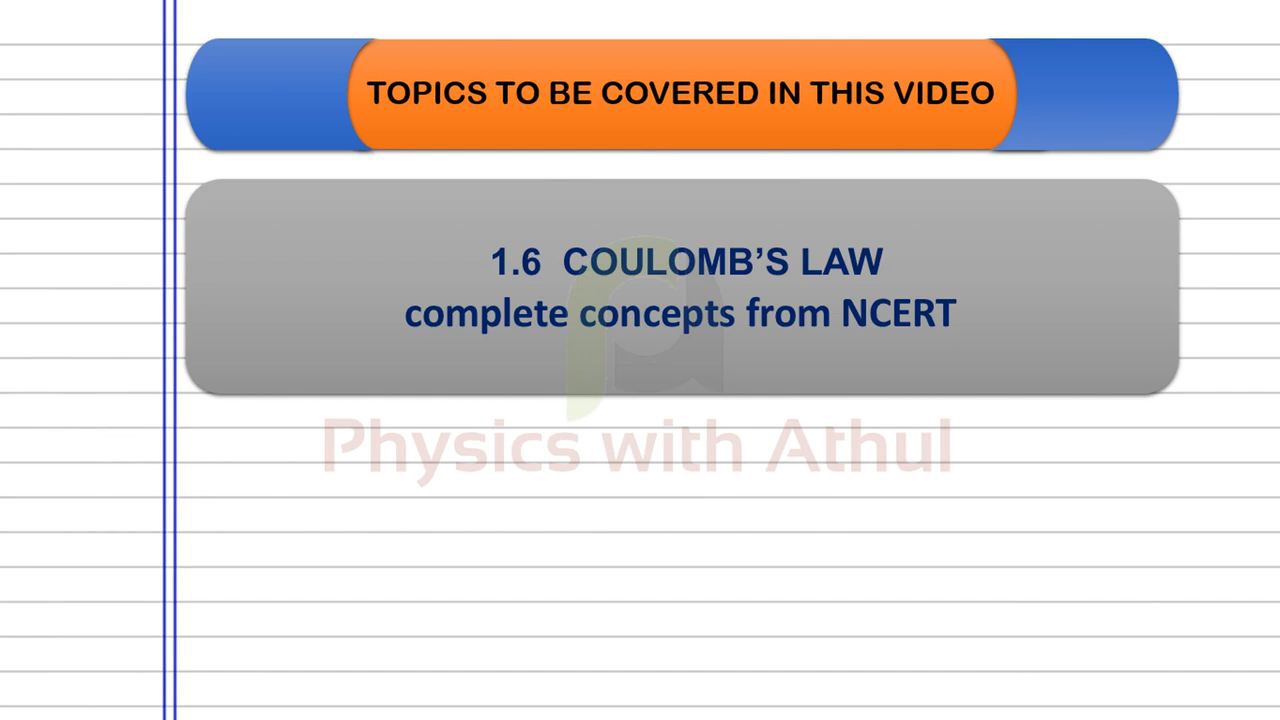 TOPICS TO BE COVERED IN THIS VIDEO
1.6 COULOMB’S LAW
complete concepts from NCERT
Physics with Athul